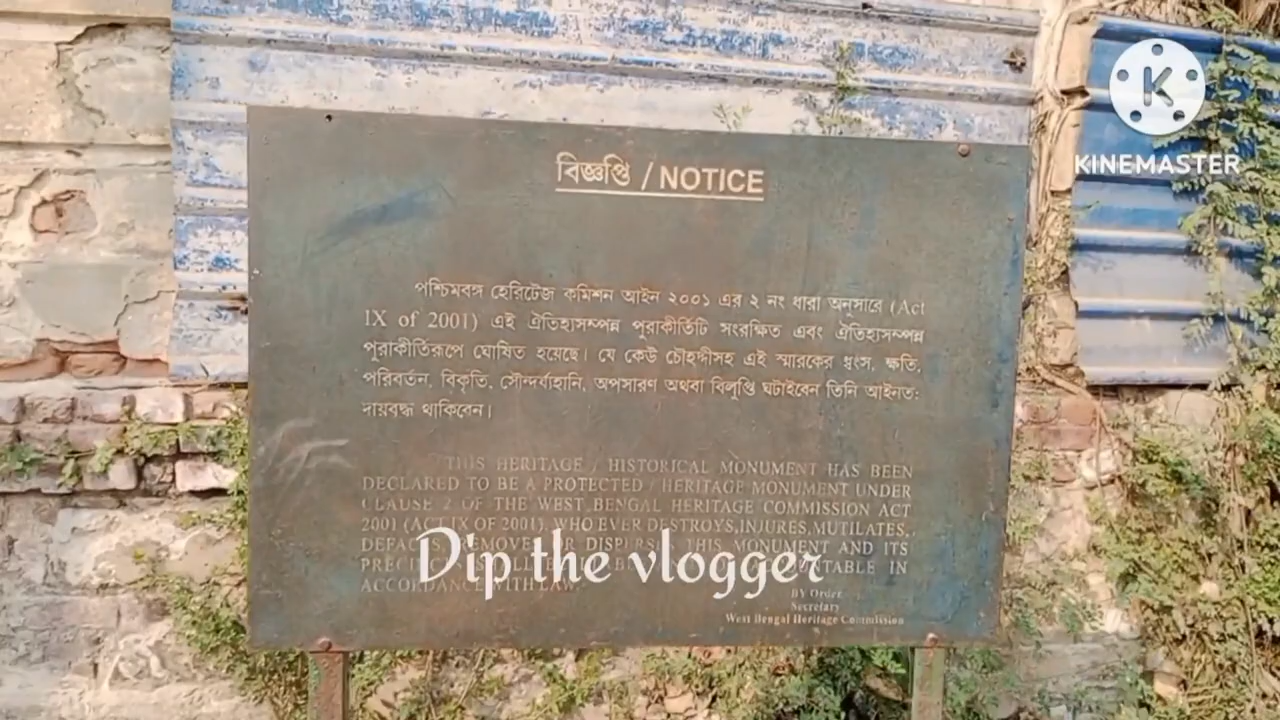 K
KINEMASTER
বিজ্ঞপ্তি / NOTICE
পশ্চিমবঙ্গ হেরিটেজ কমিশন আইন ২০০১ এর ২ নং ধারা অনুসারে (Act
IX of 2001) এই ঐতিহাসম্পন্ন পুরাকীর্তিটি সংরক্ষিত এবং ঐতিহাসম্পন্ন
পুরাকীর্তিরূপে ঘোষিত হয়েছে। যে কেউ চৌহদ্দীসহ এই স্মারকের ধ্বংস, ক্ষতি,
পরিবর্তন, বিকৃতি, সৌন্দর্যাহানি, অপসারণ অথবা বিলুপ্তি ঘটাইবেন তিনি আইনত:
দায়বদ্ধ থাকিবেন।
THIS HERITAGE / HISTORICAL MONUMENT HAS BEEN
DECLARED TO BE A PROTECTED / HERITAGE MONUMENT UNDER
CLAUSE 2 OF THE WEST BENGAL HERITAGE COMMISSION ACT
2001 (ACT IX OF 2001). WHO EVER DESTROYS, INJURES, MUTILATES,
DEFACES, REMOVES OR DISPERSES THIS MONUMENT AND ITS
ACCORDANCE WITH LAW.
Dip the vlogger
BY Order
Secretary
West Bengal Heritage Commission